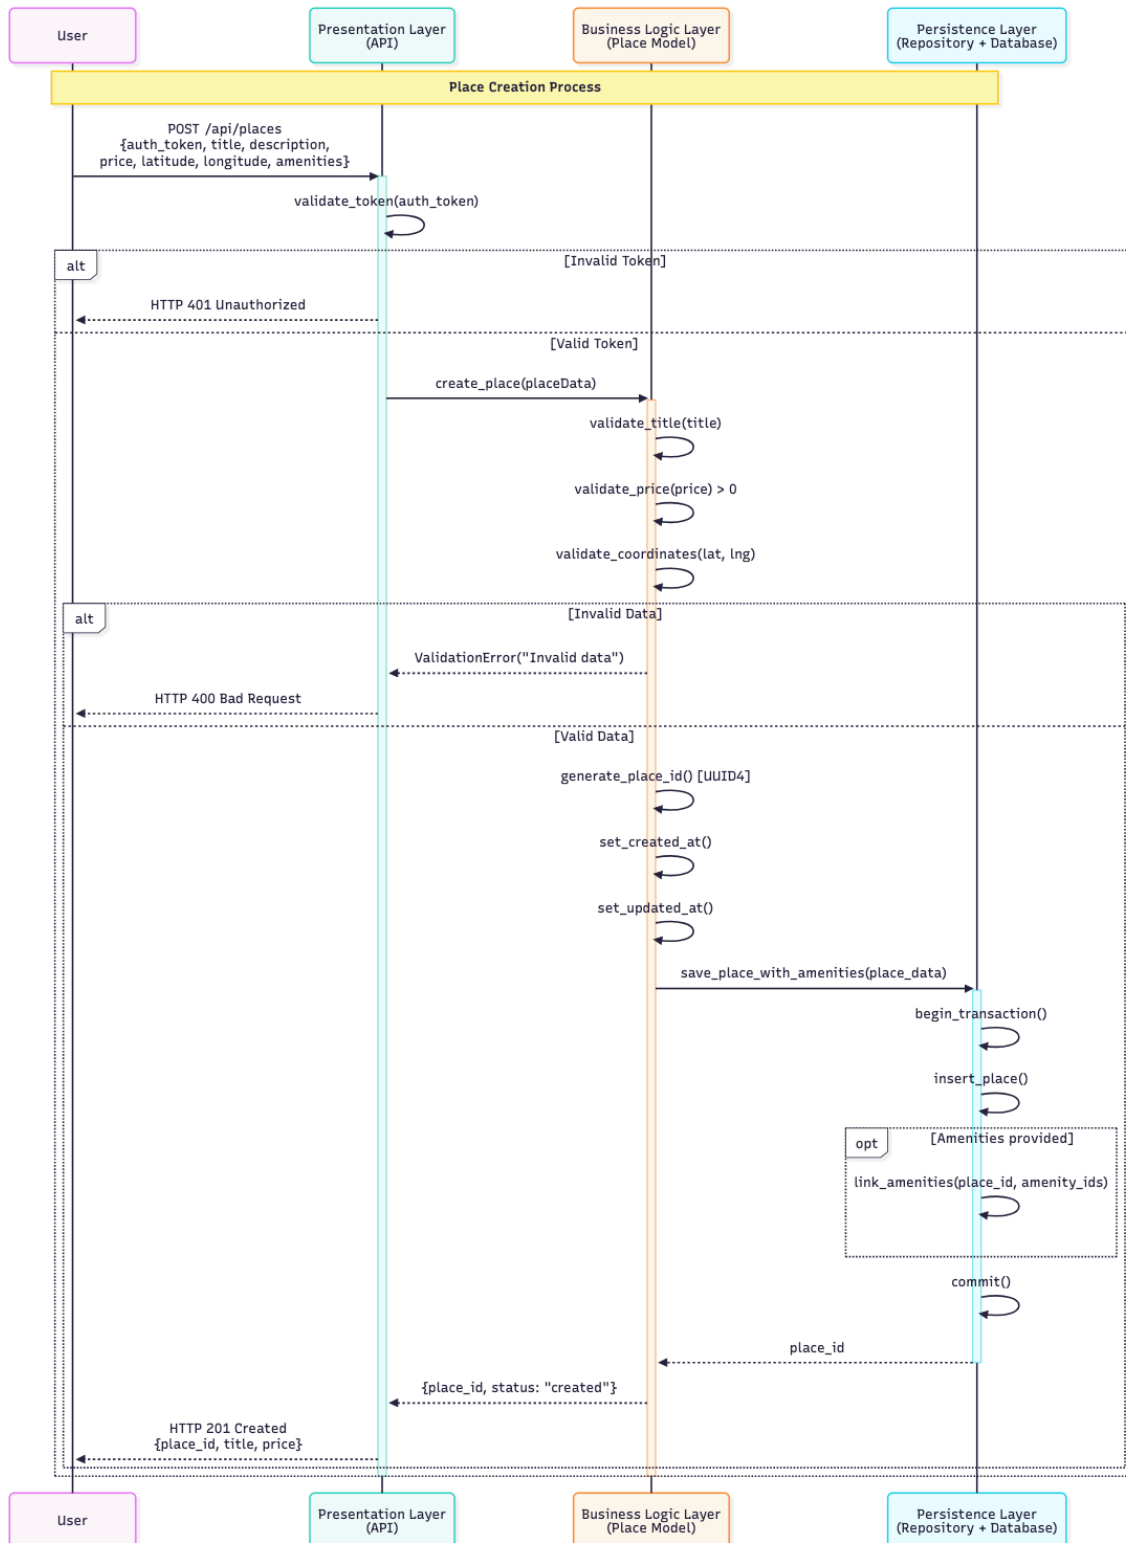 User
Presentation Layer
(API)
Business Logic Layer
(Place Model)
Persistence Layer
(Repository + Database)
Place Creation Process
POST /api/places
{auth_token, title, description,
price, latitude, longitude, amenities}
validate_token(auth_token)
alt
[Invalid Token]
HTTP 401 Unauthorized
[Valid Token]
create_place(placeData)
validate_title(title)
validate_price(price) > 0
validate_coordinates(lat, lng)
alt
[Invalid Data]
ValidationError("Invalid data")
HTTP 400 Bad Request
[Valid Data]
generate_place_id() [UUID4]
set_created_at()
set_updated_at()
save_place_with_amenities(place_data)
begin_transaction()
insert_place()
opt
[Amenities provided]
link_amenities(place_id, amenity_ids)
commit()
place_id
{place_id, status: "created"}
HTTP 201 Created
{place_id, title, price}
User
Presentation Layer
(API)
Business Logic Layer
(Place Model)
Persistence Layer
(Repository + Database)